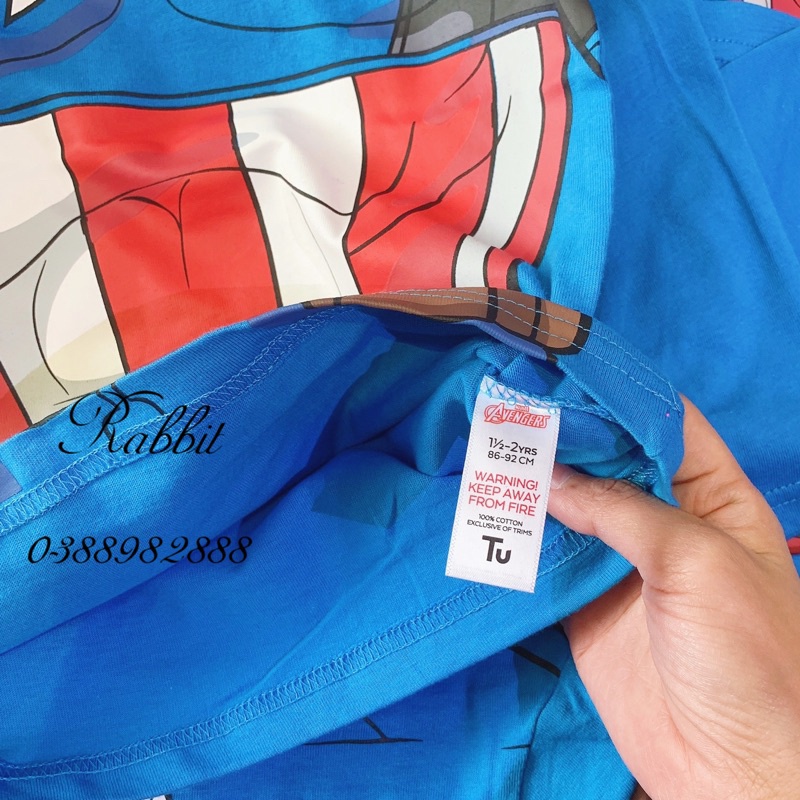 MARVEL
AVENGERS
1½-2YRS
86-92 CM
WARNING!
KEEP AWAY
FROM FIRE
100% COTTON
EXCLUSIVE OF TRIMS
Tu
Rabbit
0388982888